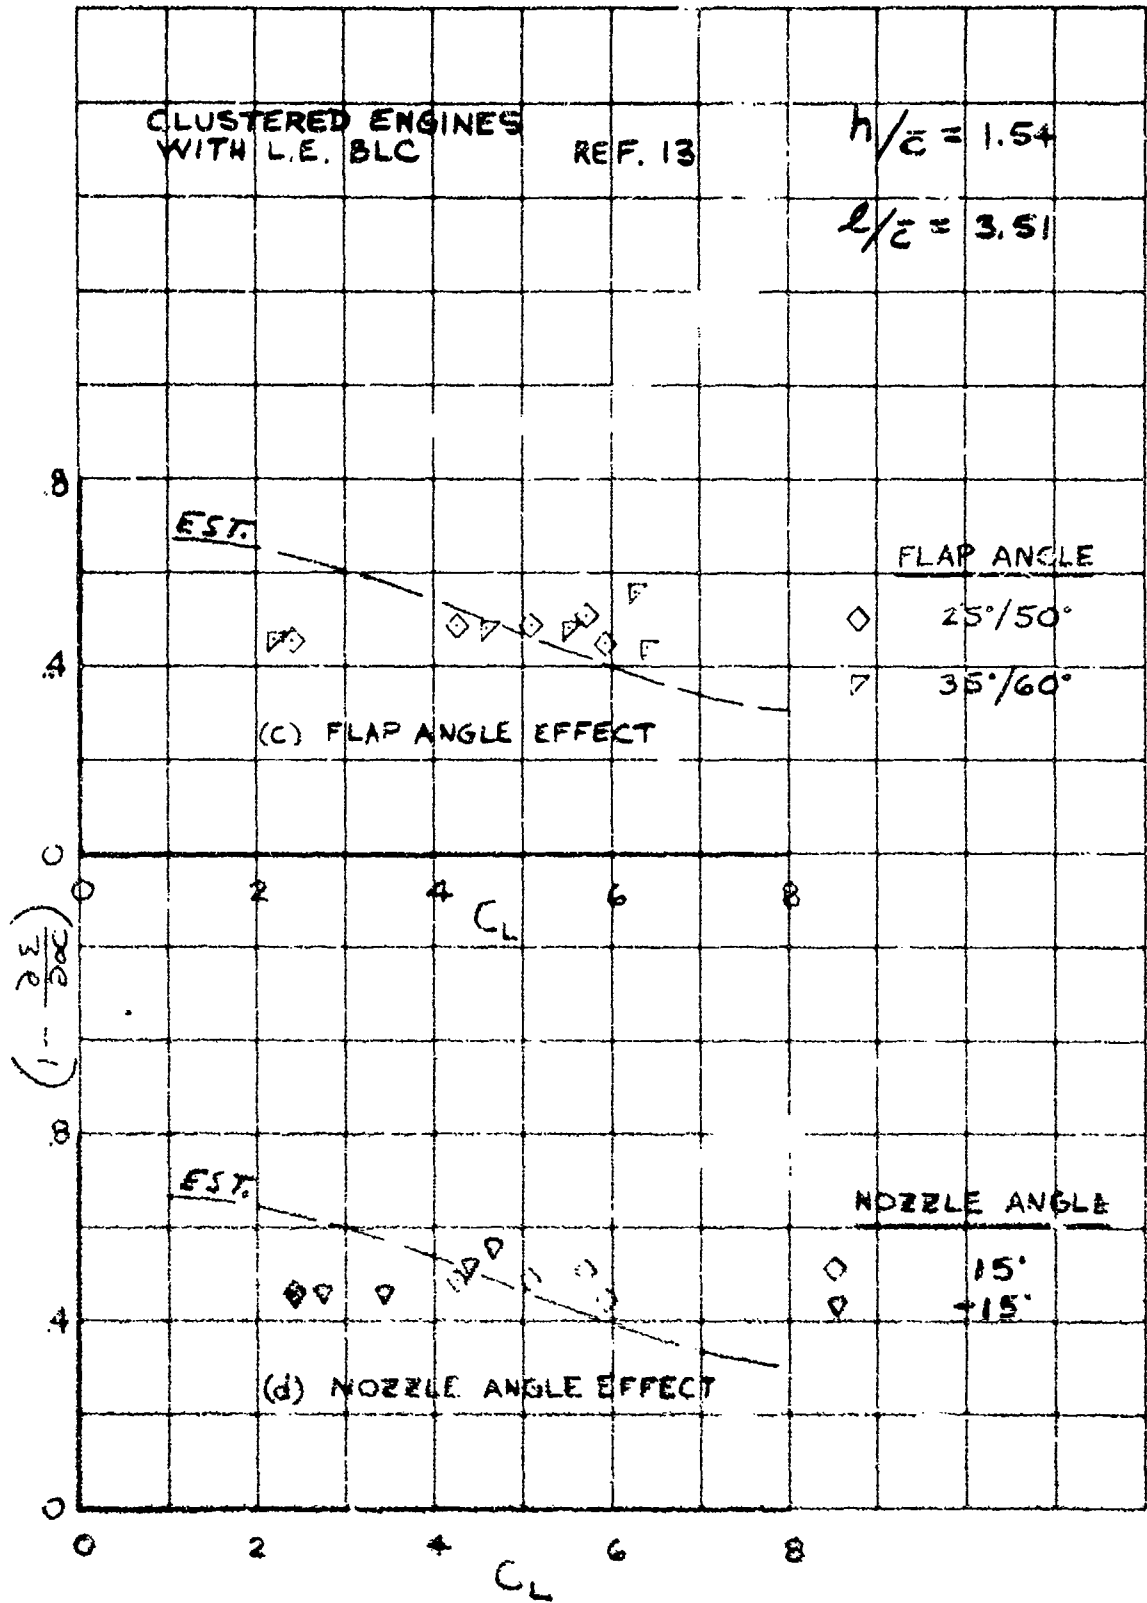 CLUSTERED ENGINES
WITH L.E. BLC
REF. 13
h/c̄ = 1.54
l/c̄ = 3.51
.8
EST.
FLAP ANGLE
25°/50°
.4
35°/60°
(c) FLAP ANGLE EFFECT
0
0 2 4 6 8
C_L
(1 - ∂ε/∂α)
.8
EST.
NOZZLE ANGLE
15°
-15°
.4
(d) NOZZLE ANGLE EFFECT
0
0 2 4 6 8
C_L